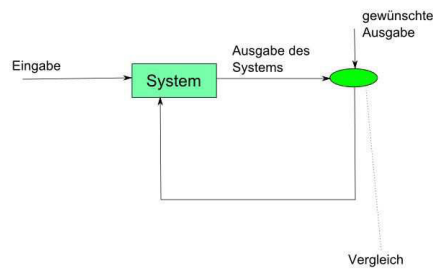 gewünschte
Ausgabe
Eingabe
System
Ausgabe des
Systems
Vergleich